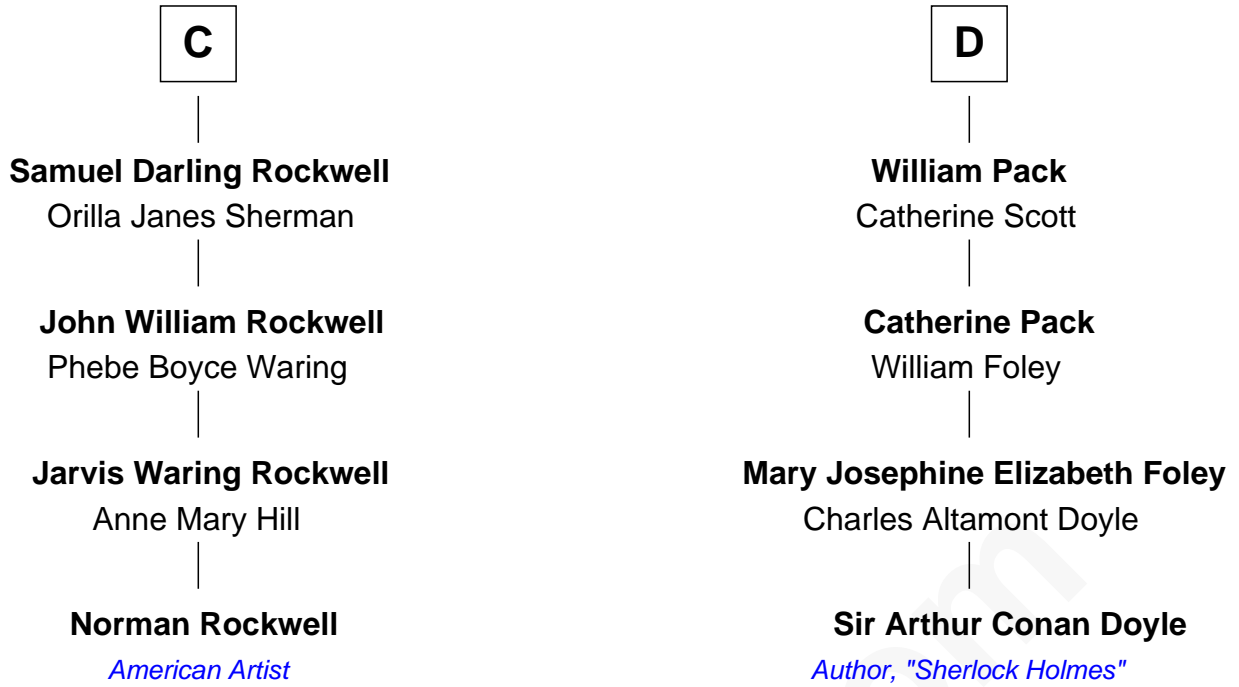 C
Samuel Darling Rockwell
Orilla Janes Sherman
John William Rockwell
Phebe Boyce Waring
Jarvis Waring Rockwell
Anne Mary Hill
Norman Rockwell
American Artist
D
William Pack
Catherine Scott
Catherine Pack
William Foley
Mary Josephine Elizabeth Foley
Charles Altamont Doyle
Sir Arthur Conan Doyle
Author, "Sherlock Holmes"
om